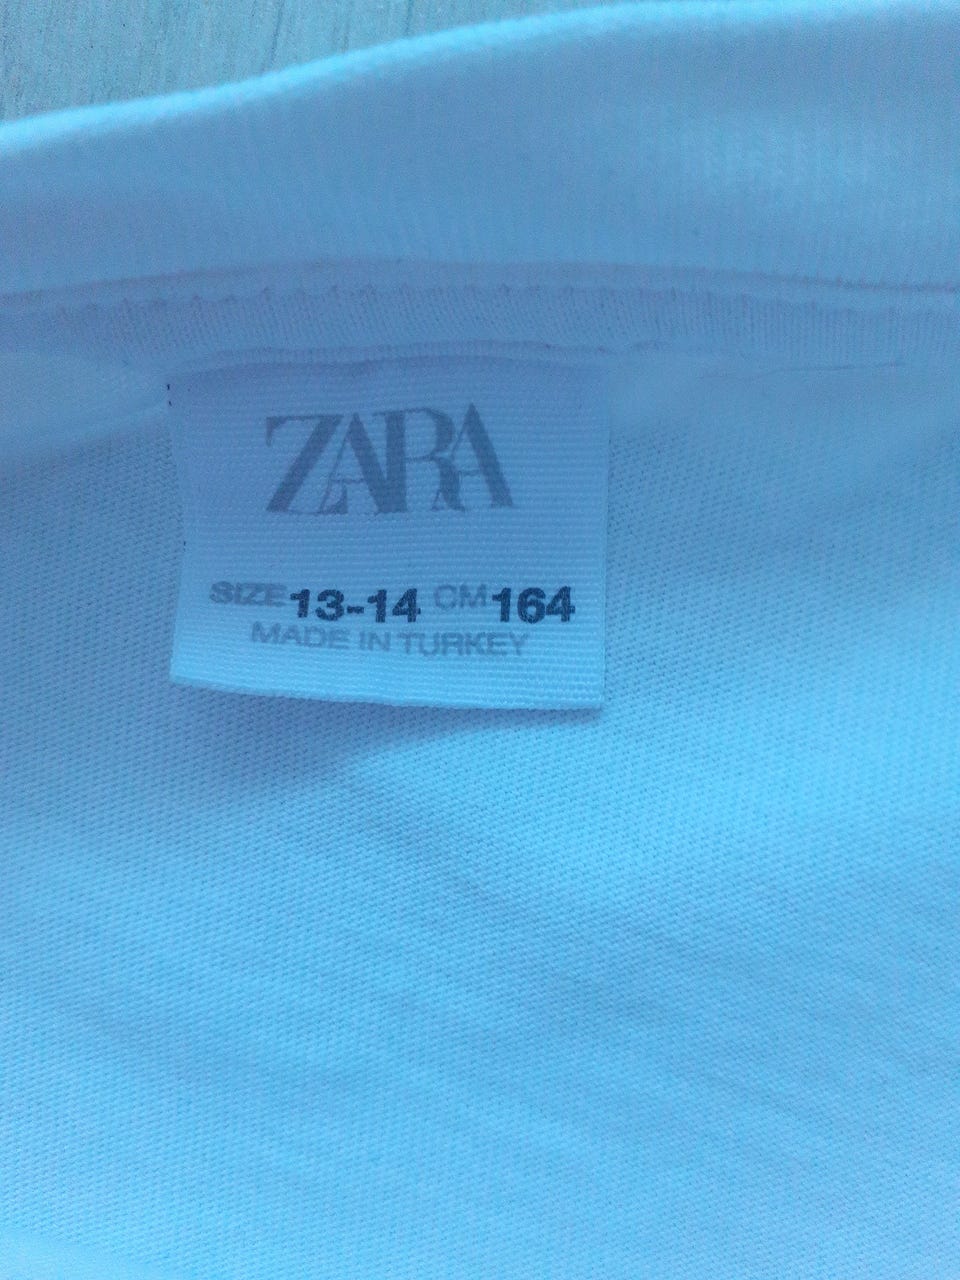 ZARA
SIZE 13-14 CM 164
MADE IN TURKEY